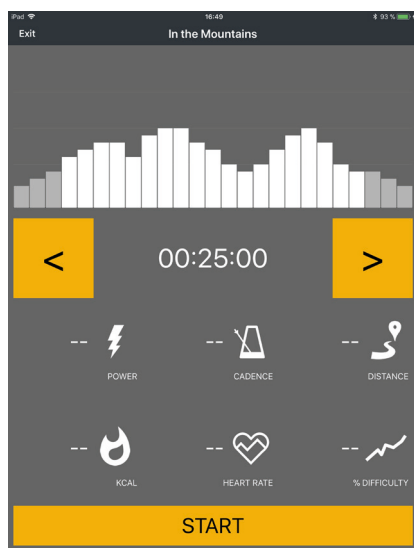 iPad 16:49 93 %
Exit In the Mountains
< 00:25:00 >
-- -- --
POWER CADENCE DISTANCE
-- -- --
KCAL HEART RATE % DIFFICULTY
START